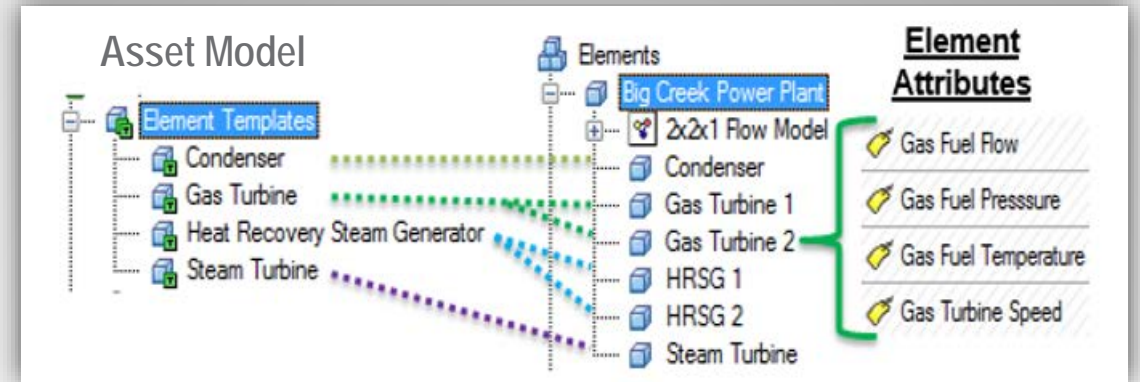 Asset Model
Element Templates
Condenser
Gas Turbine
Heat Recovery Steam Generator
Steam Turbine
Elements
Big Creek Power Plant
2x2x1 Flow Model
Condenser
Gas Turbine 1
Gas Turbine 2
HRSG 1
HRSG 2
Steam Turbine
Element
Attributes
Gas Fuel Flow
Gas Fuel Presssure
Gas Fuel Temperature
Gas Turbine Speed